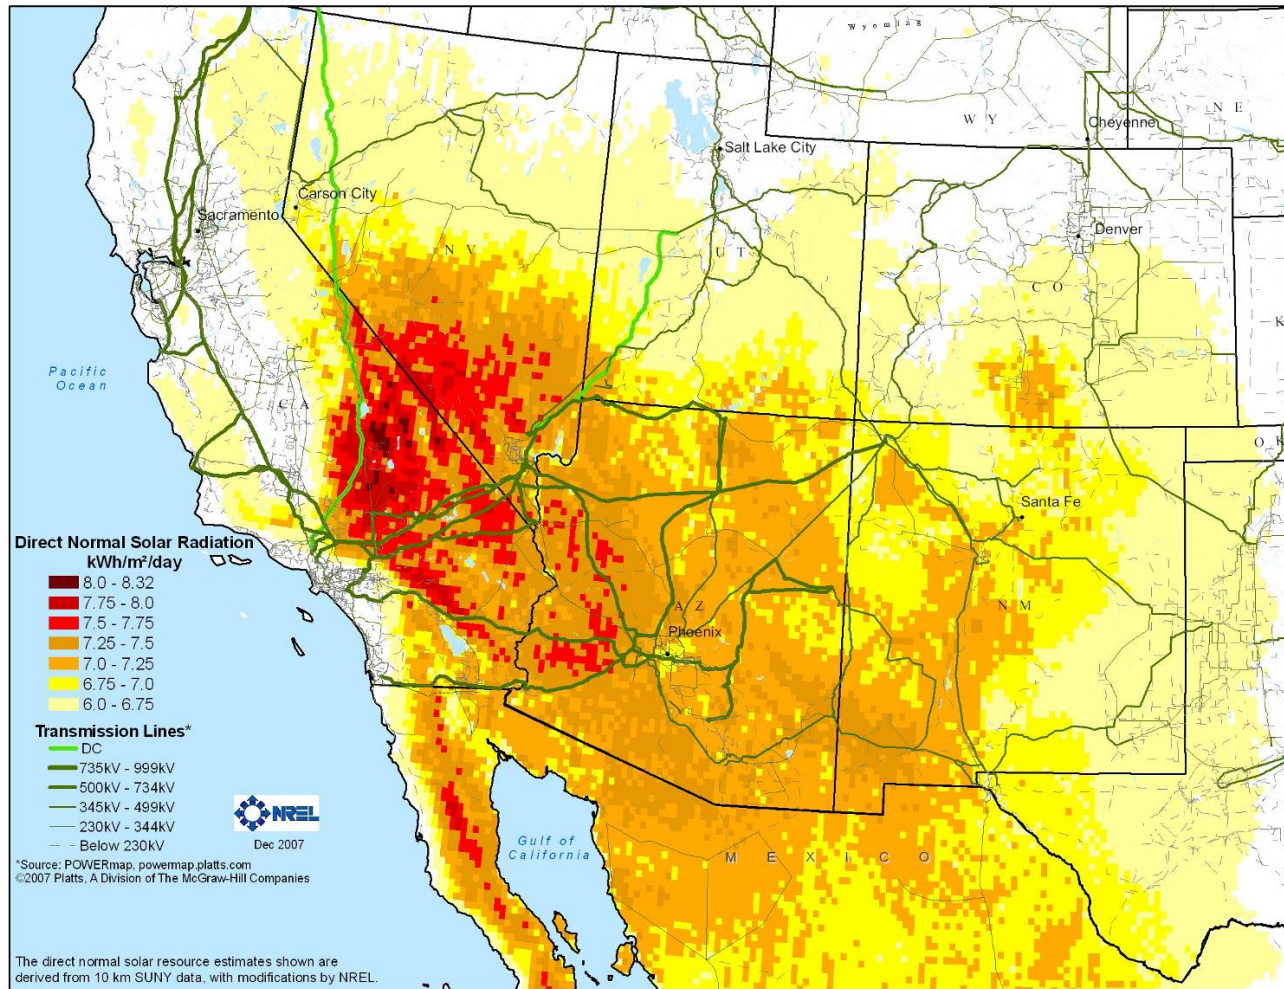 Wyoming
NE
WY
Cheyenne
Salt Lake City
Carson City
Sacramento
NV
UT
Denver
CO
K
Pacific
Ocean
CA
OK
Santa Fe
Direct Normal Solar Radiation
kWh/m²/day
8.0 - 8.32
7.75 - 8.0
7.5 - 7.75
7.25 - 7.5
7.0 - 7.25
6.75 - 7.0
6.0 - 6.75
AZ
NM
Phoenix
Transmission Lines*
DC
735kV - 999kV
500kV - 734kV
345kV - 499kV
230kV - 344kV
Below 230kV
NREL
Dec 2007
Gulf of
California
MEXICO
*Source: POWERmap, powermap.platts.com
©2007 Platts, A Division of The McGraw-Hill Companies
The direct normal solar resource estimates shown are
derived from 10 km SUNY data, with modifications by NREL.